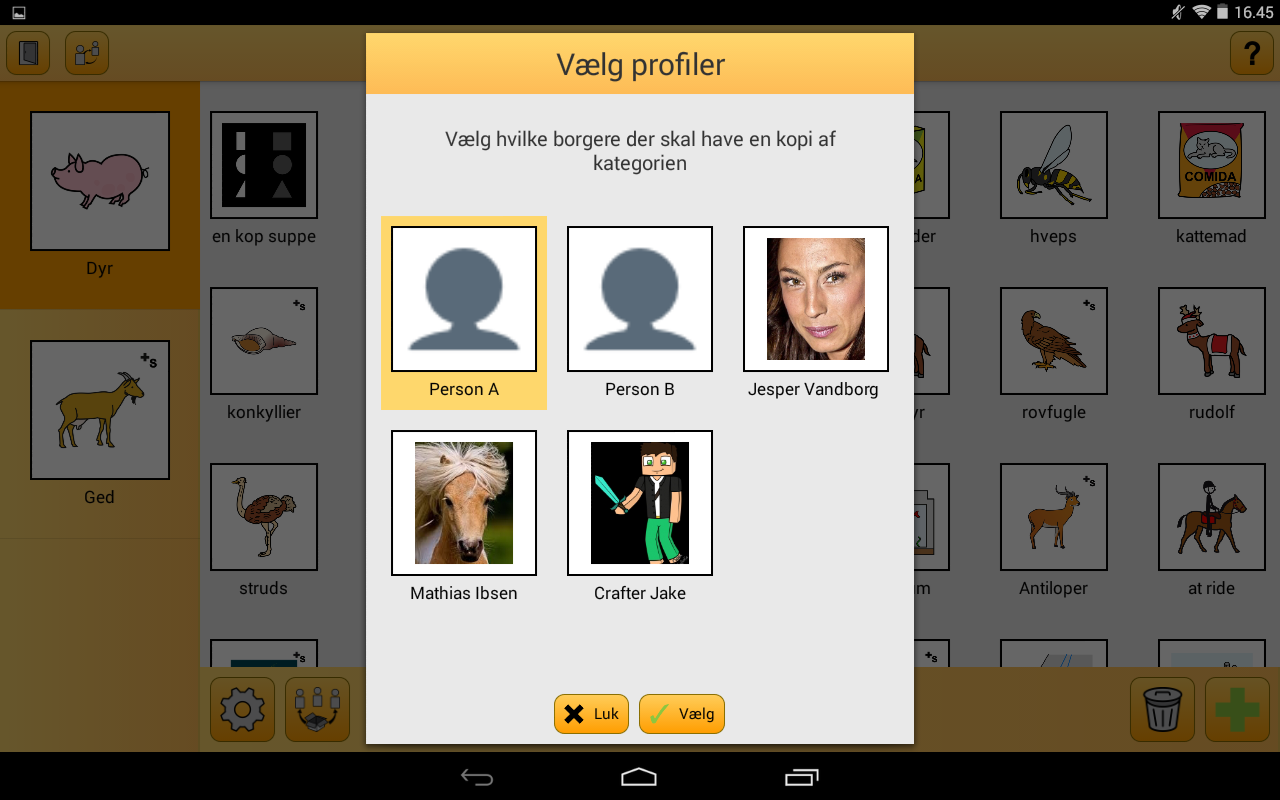 16.45
Vælg profiler
?
Vælg hvilke borgere der skal have en kopi af
kategorien
Dyr
Ged
en kop suppe
der
hveps
COMIDA
kattemad
konkyllier
+s
yr
+s
rovfugle
rudolf
+s
struds
m
+s
Antiloper
at ride
+s
+s
Person A
Person B
Jesper Vandborg
Mathias Ibsen
Crafter Jake
Luk
Vælg